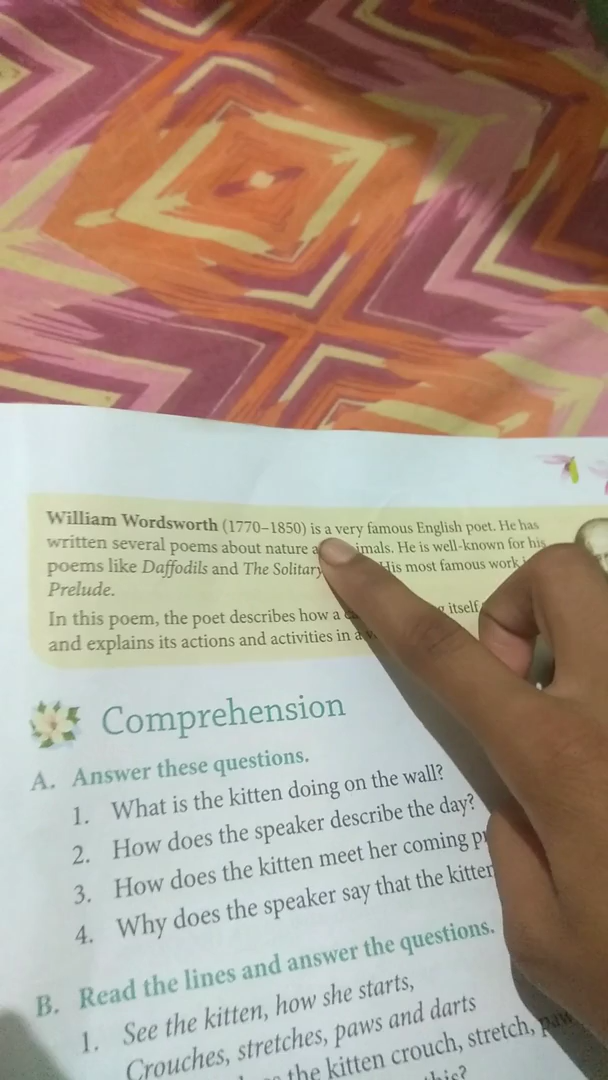 William Wordsworth (1770–1850) is a very famous English poet. He has
written several poems about nature imals. He is well-known for his
poems like Daffodils and The Solitary His most famous work
Prelude.
In this poem, the poet describes how a itself
and explains its actions and activities in a
Comprehension
A. Answer these questions.
1. What is the kitten doing on the wall?
2. How does the speaker describe the day?
3. How does the kitten meet her coming
4. Why does the speaker say that the kitten
B. Read the lines and answer the questions.
1. See the kitten, how she starts,
Crouches, stretches, paws and darts
the kitten crouch, stretch, paw
this?